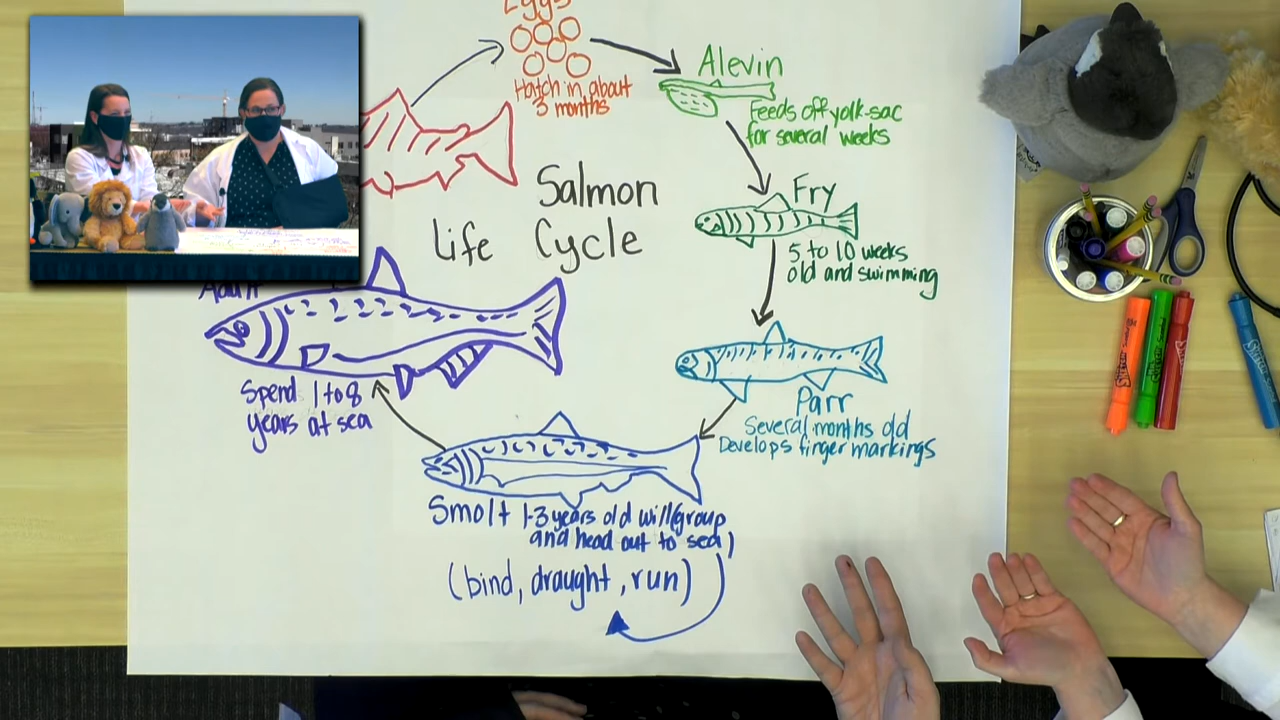 Eggs
Hatch in about
3 months
Alevin
Feeds off yolk-sac
for several weeks
Fry
5 to 10 weeks
old and swimming
Parr
Several months old
Develops finger markings
Smolt 1-3 years old will (group
and head out to sea)
(bind, draught, run)
Adult
Spend 1 to 8
years at sea
Salmon
Life Cycle